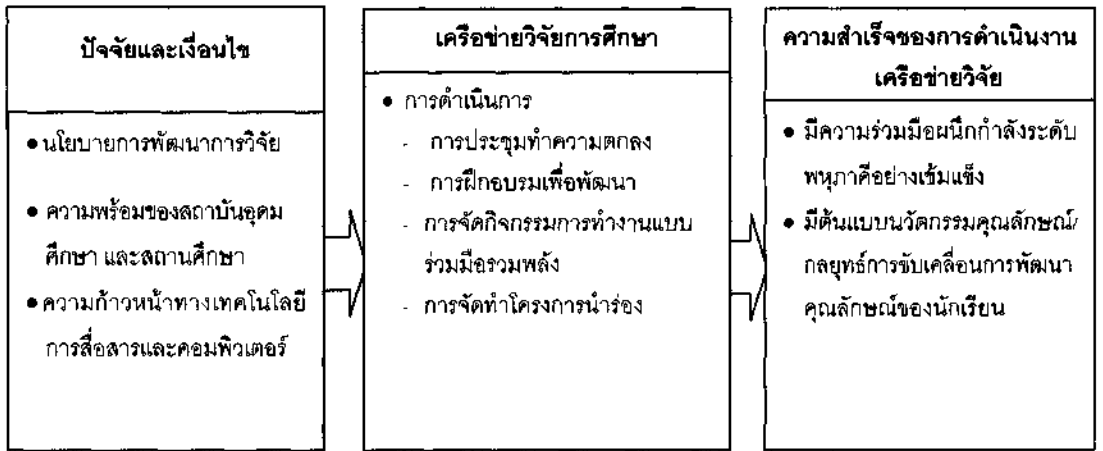 ปัจจัยและเงื่อนไข
● นโยบายการพัฒนาการวิจัย
● ความพร้อมของสถาบันอุดม
ศึกษา และสถานศึกษา
● ความก้าวหน้าทางเทคโนโลยี
การสื่อสารและคอมพิวเตอร์
เครือข่ายวิจัยการศึกษา
● การดำเนินการ
- การประชุมทำความตกลง
- การฝึกอบรมเพื่อพัฒนา
- การจัดกิจกรรมการทำงานแบบ
ร่วมมือรวมพลัง
- การจัดทำโครงการนำร่อง
ความสำเร็จของการดำเนินงาน
เครือข่ายวิจัย
● มีความร่วมมือผนึกกำลังระดับ
พหุภาคีอย่างเข้มแข็ง
● มีต้นแบบนวัตกรรมคุณลักษณ์/
กลยุทธ์การขับเคลื่อนการพัฒนา
คุณลักษณ์ของนักเรียน